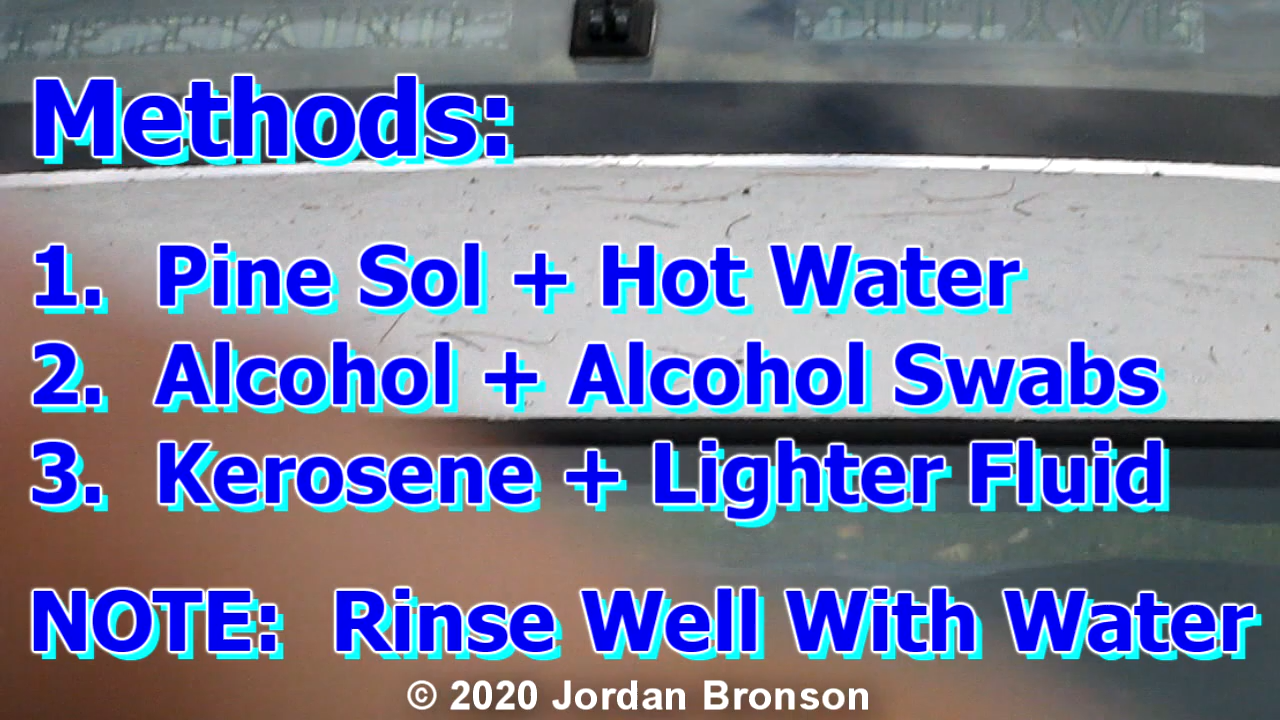 Methods:
1. Pine Sol + Hot Water
2. Alcohol + Alcohol Swabs
3. Kerosene + Lighter Fluid
NOTE: Rinse Well With Water
© 2020 Jordan Bronson